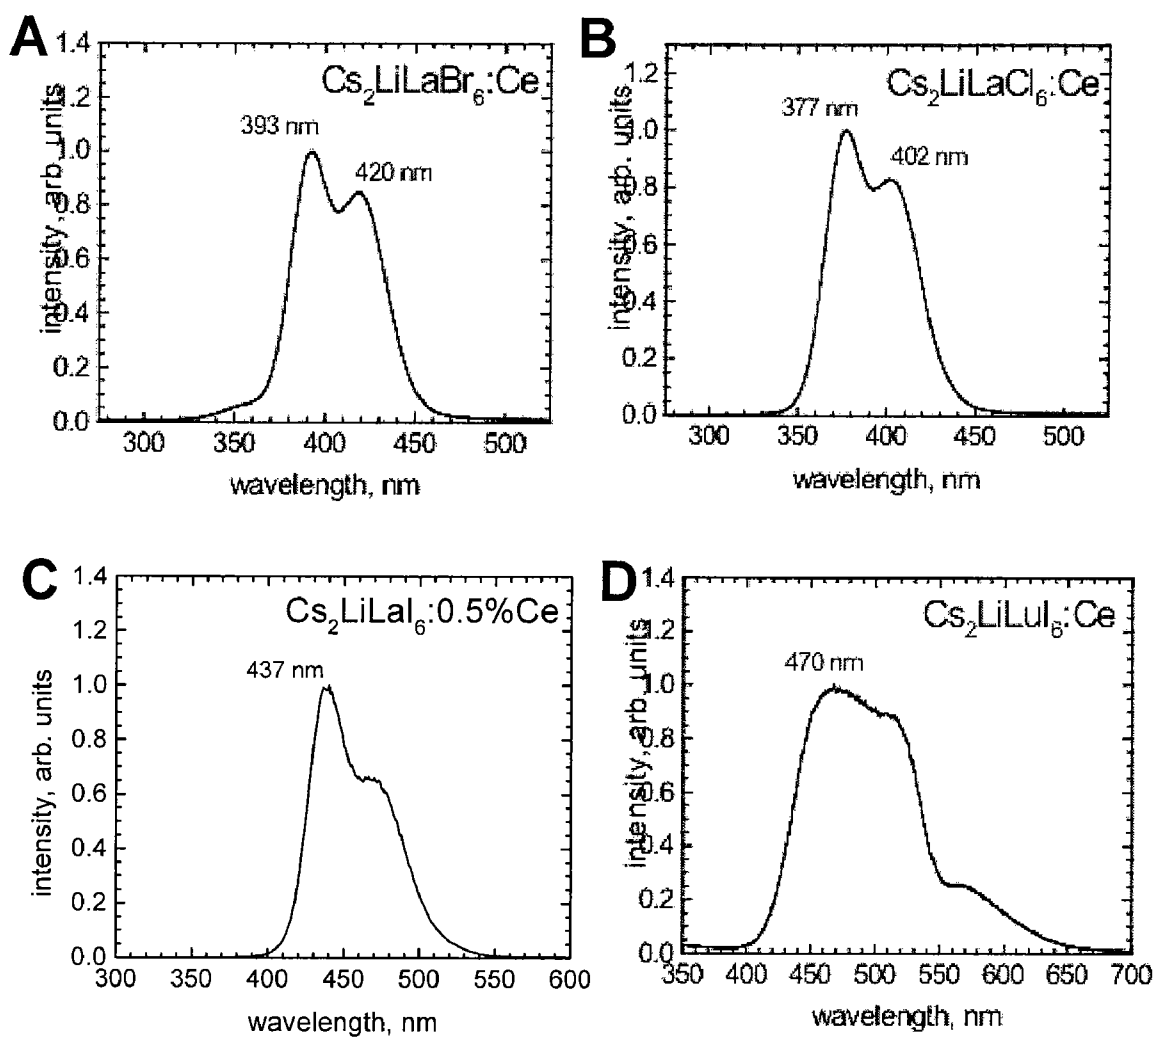 A
1.4
Cs2LiLaBr6:Ce
1.2
393 nm
1.0
420 nm
0.8
0.6
0.4
0.2
0.0
300 350 400 450 500
wavelength, nm
intensity, arb. units
B
Cs2LiLaCl6:Ce
1.2
377 nm
1.0
402 nm
0.8
0.6
0.4
0.2
0.0
300 350 400 450 500
wavelength, nm
intensity, arb. units
C
1.4
Cs2LiLaI6:0.5%Ce
1.2
437 nm
1.0
0.8
0.6
0.4
0.2
0.0
300 350 400 450 500 550 600
wavelength, nm
intensity, arb. units
D
1.4
Cs2LiLuI6:Ce
1.2
470 nm
1.0
0.8
0.6
0.4
0.2
0.0
350 400 450 500 550 600 650 700
wavelength, nm
intensity, arb. units